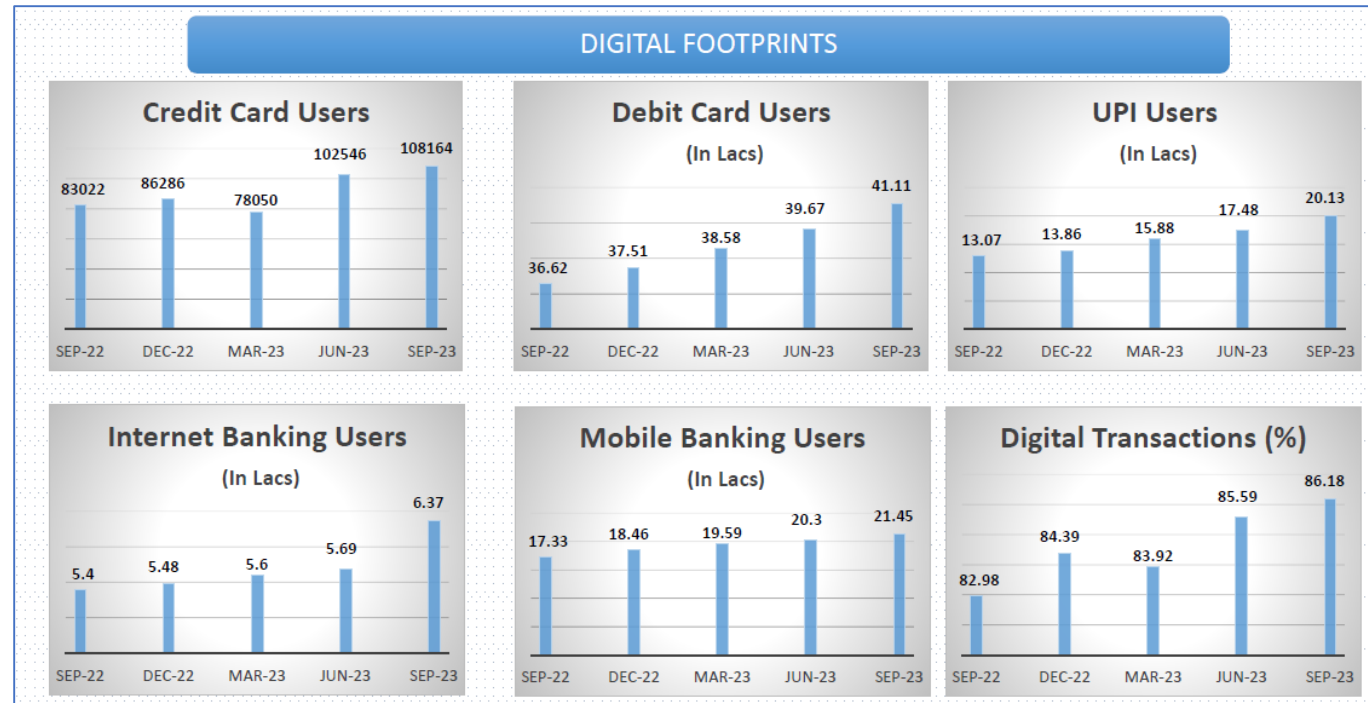 DIGITAL FOOTPRINTS
Credit Card Users
83022
86286
78050
102546
108164
SEP-22 DEC-22 MAR-23 JUN-23 SEP-23
Debit Card Users
(In Lacs)
36.62
37.51
38.58
39.67
41.11
SEP-22 DEC-22 MAR-23 JUN-23 SEP-23
UPI Users
(In Lacs)
13.07
13.86
15.88
17.48
20.13
SEP-22 DEC-22 MAR-23 JUN-23 SEP-23
Internet Banking Users
(In Lacs)
5.4
5.48
5.6
5.69
6.37
SEP-22 DEC-22 MAR-23 JUN-23 SEP-23
Mobile Banking Users
(In Lacs)
17.33
18.46
19.59
20.3
21.45
SEP-22 DEC-22 MAR-23 JUN-23 SEP-23
Digital Transactions (%)
82.98
84.39
83.92
85.59
86.18
SEP-22 DEC-22 MAR-23 JUN-23 SEP-23